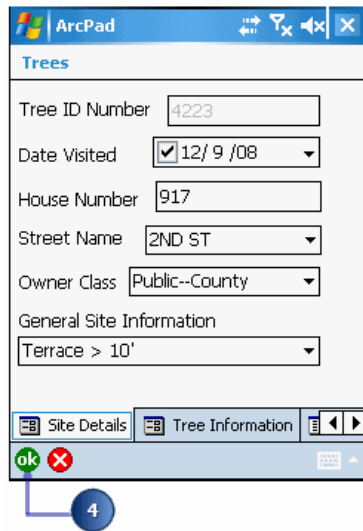 ArcPad
Trees
Tree ID Number 4223
Date Visited 12/ 9 /08
House Number 917
Street Name 2ND ST
Owner Class Public--County
General Site Information
Terrace > 10'
Site Details Tree Information
ok
4